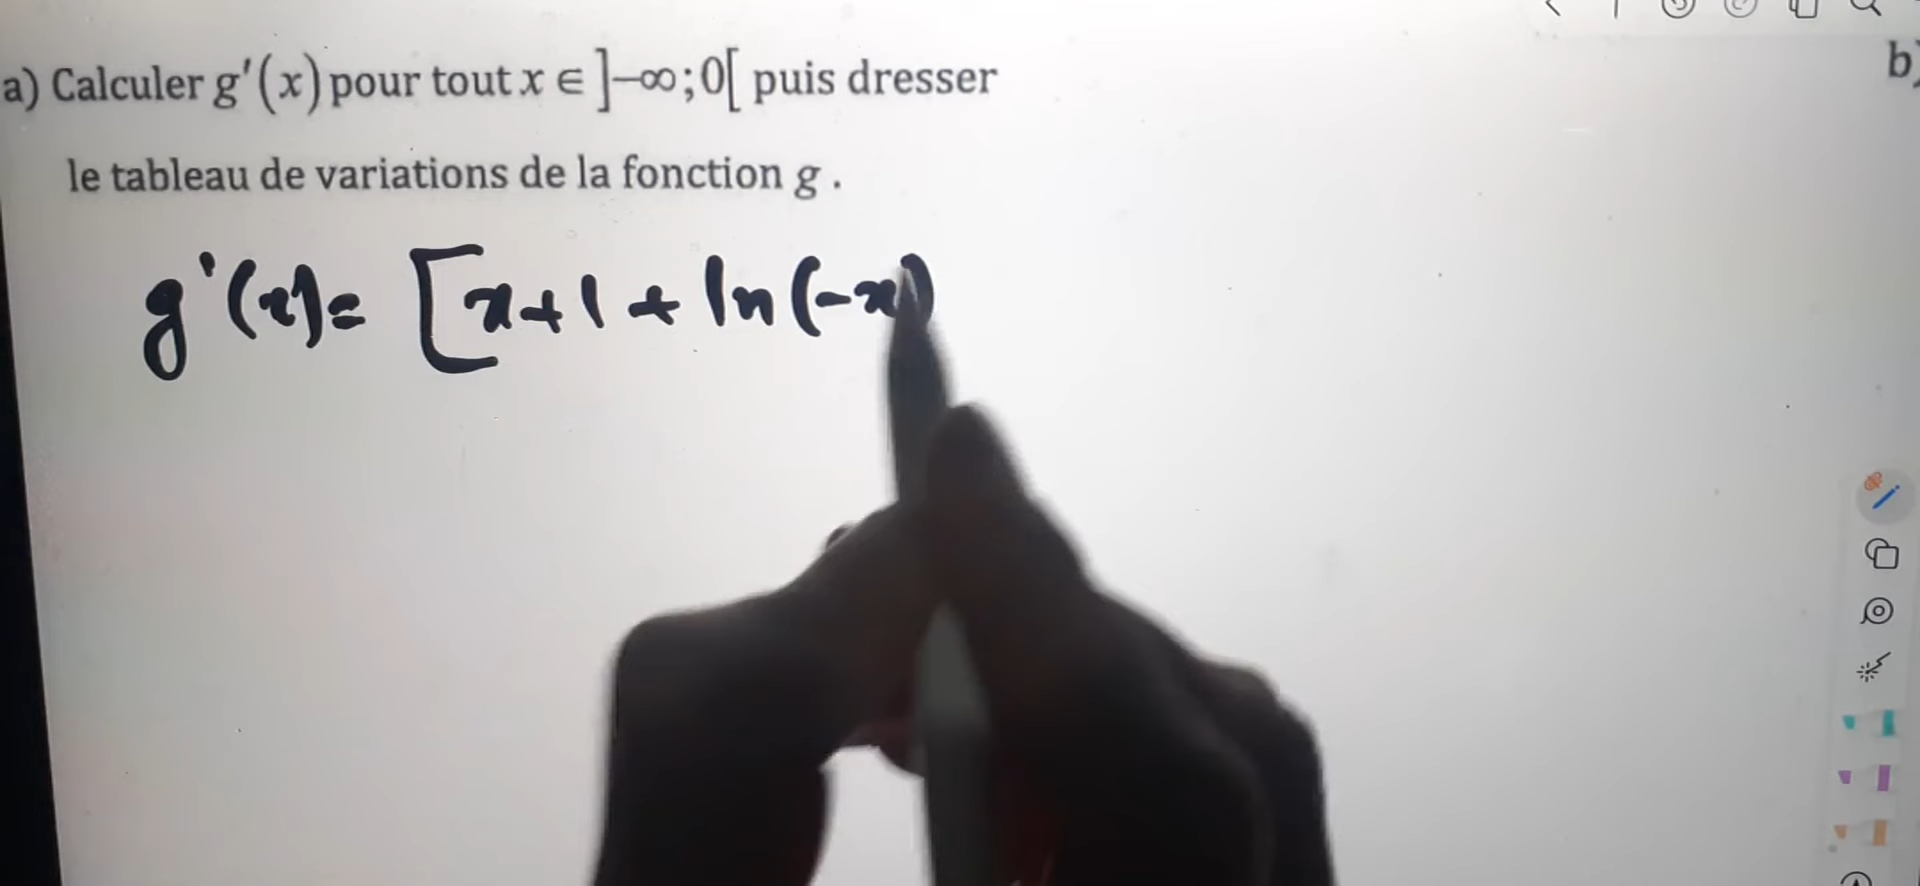 a) Calculer g′(x) pour tout x ∈ ]−∞; 0[ puis dresser
le tableau de variations de la fonction g .
g'(x)= [x+1+ln(-x)
b)